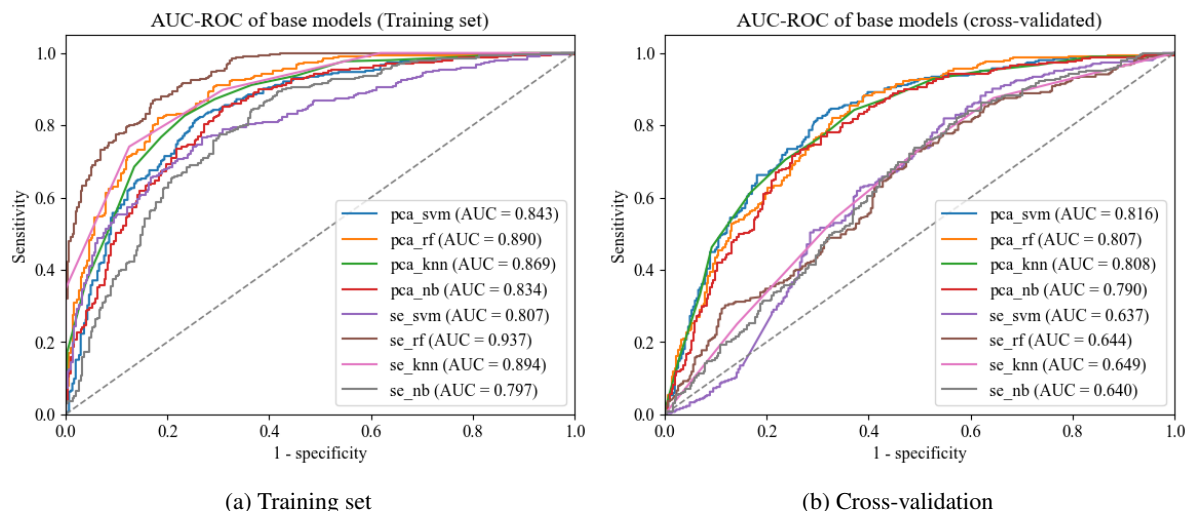 AUC-ROC of base models (Training set)
Sensitivity
1.0
0.8
0.6
0.4
0.2
0.0
0.0 0.2 0.4 0.6 0.8 1.0
1 - specificity
pca_svm (AUC = 0.843)
pca_rf (AUC = 0.890)
pca_knn (AUC = 0.869)
pca_nb (AUC = 0.834)
se_svm (AUC = 0.807)
se_rf (AUC = 0.937)
se_knn (AUC = 0.894)
se_nb (AUC = 0.797)
(a) Training set
AUC-ROC of base models (cross-validated)
Sensitivity
1.0
0.8
0.6
0.4
0.2
0.0
0.0 0.2 0.4 0.6 0.8 1.0
1 - specificity
pca_svm (AUC = 0.816)
pca_rf (AUC = 0.807)
pca_knn (AUC = 0.808)
pca_nb (AUC = 0.790)
se_svm (AUC = 0.637)
se_rf (AUC = 0.644)
se_knn (AUC = 0.649)
se_nb (AUC = 0.640)
(b) Cross-validation